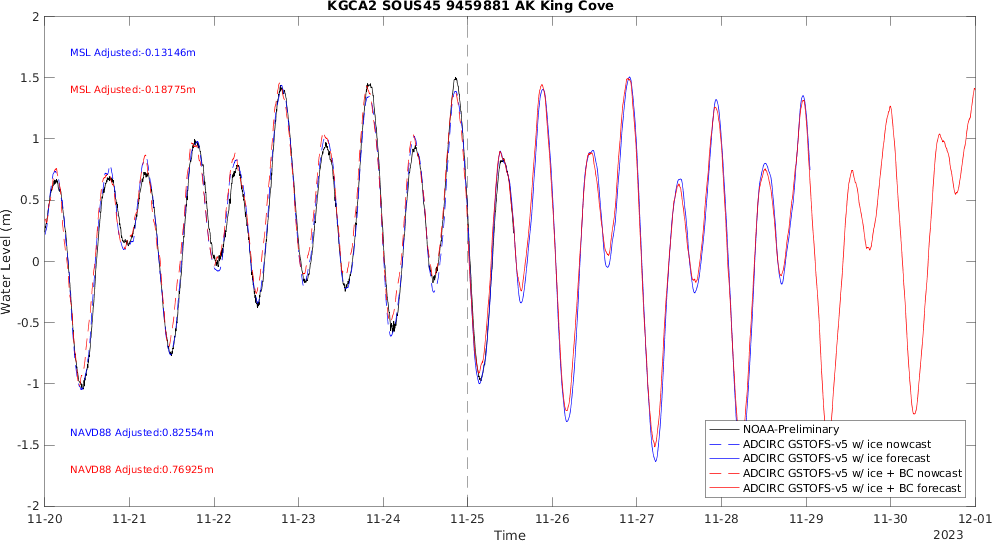 KGCA2 SOUS45 9459881 AK King Cove
2
1.5
1
0.5
0
-0.5
-1
-1.5
-2
Water Level (m)
MSL Adjusted:-0.13146m
MSL Adjusted:-0.18775m
NAVD88 Adjusted:0.82554m
NAVD88 Adjusted:0.76925m
NOAA-Preliminary
ADCIRC GSTOFS-v5 w/ ice nowcast
ADCIRC GSTOFS-v5 w/ ice forecast
ADCIRC GSTOFS-v5 w/ ice + BC nowcast
ADCIRC GSTOFS-v5 w/ ice + BC forecast
11-20 11-21 11-22 11-23 11-24 11-25 11-26 11-27 11-28 11-29 11-30 12-01
Time
2023